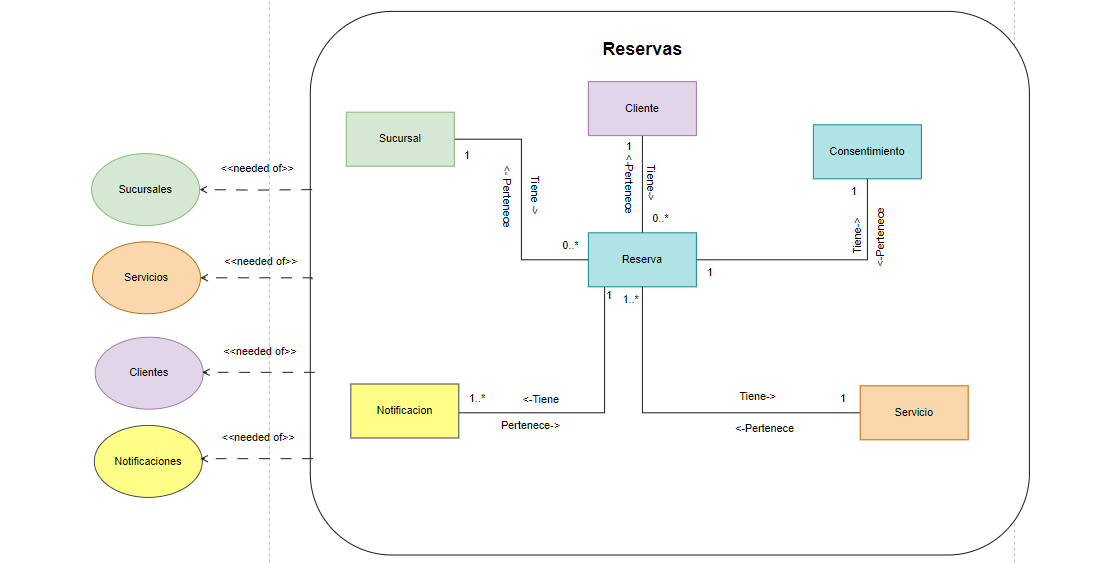 Reservas
Cliente
Sucursal
Consentimiento
1
1
1
<-Pertenece
Tiene ->
<-Pertenece
Tiene->
Tiene->
<-Pertenece
0..*
0..*
Reserva
1
1
1..*
Notificacion
1..*
<-Tiene
Pertenece->
Tiene->
1
<-Pertenece
Servicio
<<needed of>>
Sucursales
<<needed of>>
Servicios
<<needed of>>
Clientes
<<needed of>>
Notificaciones